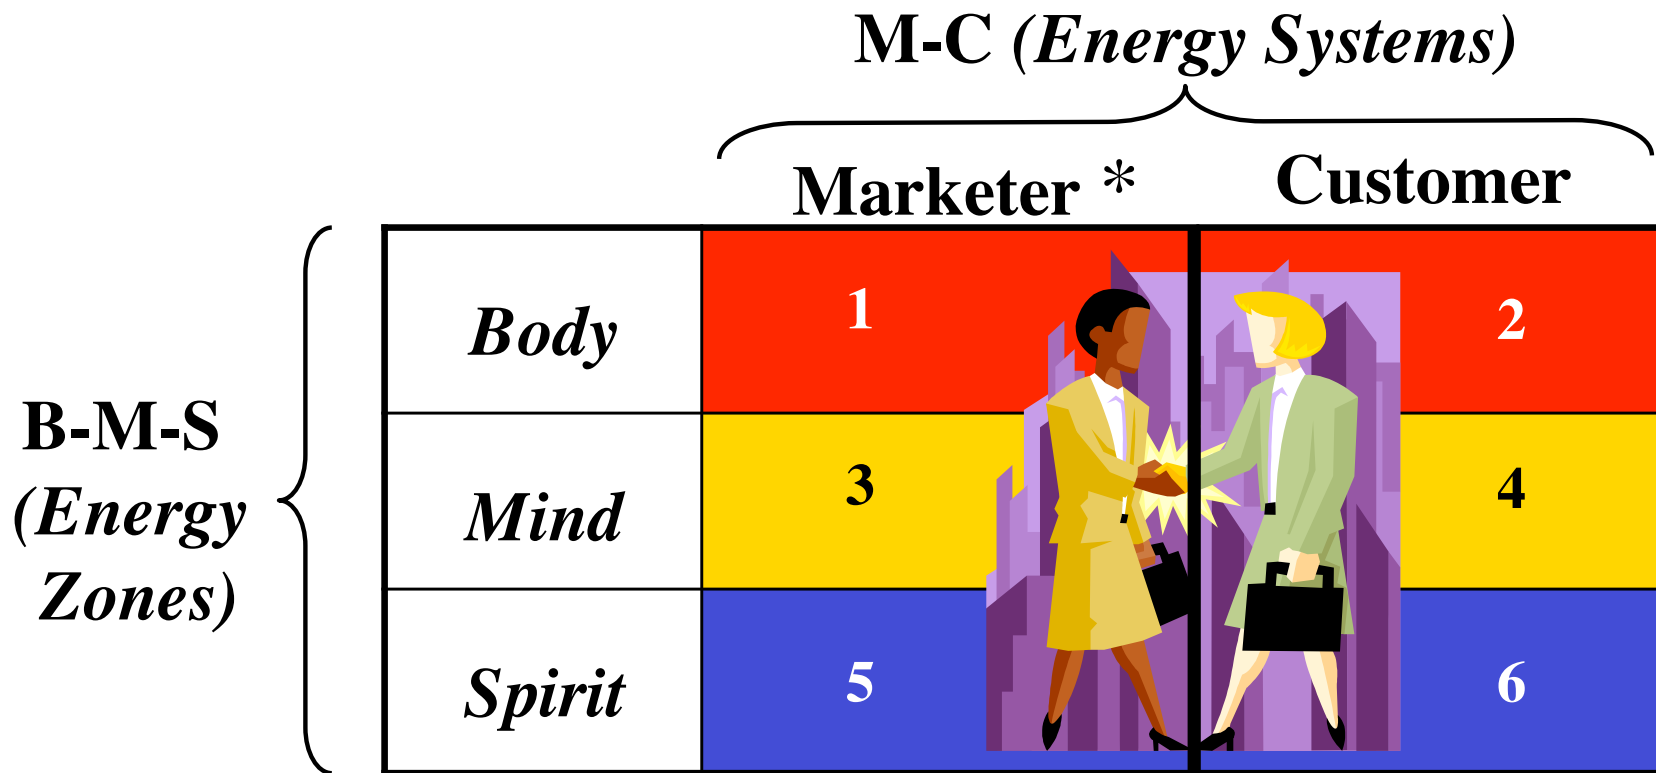 M-C (Energy Systems)
Marketer * Customer
Body 1 2
B-M-S
(Energy
Zones)
Mind 3 4
Spirit 5 6